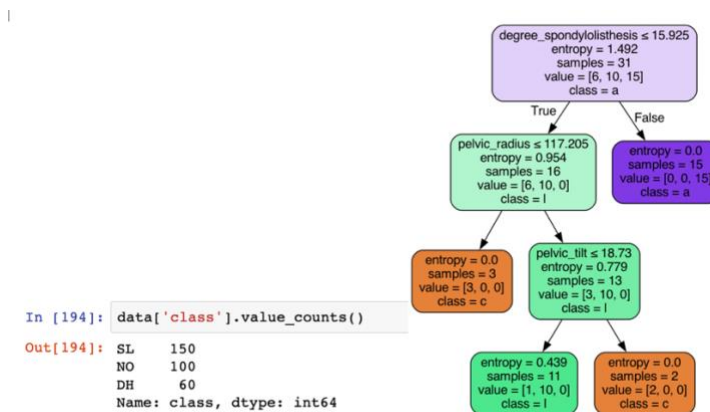 degree_spondylolisthesis ≤ 15.925
entropy = 1.492
samples = 31
value = [6, 10, 15]
class = a
True
False
pelvic_radius ≤ 117.205
entropy = 0.954
samples = 16
value = [6, 10, 0]
class = l
entropy = 0.0
samples = 15
value = [0, 0, 15]
class = a
entropy = 0.0
samples = 3
value = [3, 0, 0]
class = c
pelvic_tilt ≤ 18.73
entropy = 0.779
samples = 13
value = [3, 10, 0]
class = l
entropy = 0.439
samples = 11
value = [1, 10, 0]
class = l
entropy = 0.0
samples = 2
value = [2, 0, 0]
class = c
In [194]: data['class'].value_counts()
Out[194]: SL 150
NO 100
DH 60
Name: class, dtype: int64